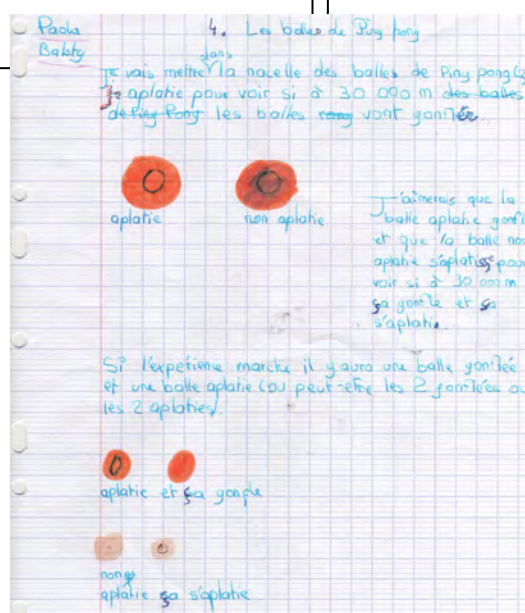 Paola
Balsty
4. Les balles de Ping pong
dans
Je vais mettre la nacelle des balles de Ping pong (2
je aplatie pour voir si à 30 000 m des balles
de Ping Pong les balles vont gonfler.
aplatie
non aplatie
J'aimerais que la
balle aplatie gonfle
et que la balle non
aplatie s'aplatisse pour
voir si à 30 000 m
ça gonfle et ça
s'aplatie.
Si l'expérience marche il y aura une balle gonflée
et une balle aplatie (ou peut-etre les 2 gonflées ou
les 2 aplaties).
aplatie et ça gonfle
non
aplatie ça s'aplatie